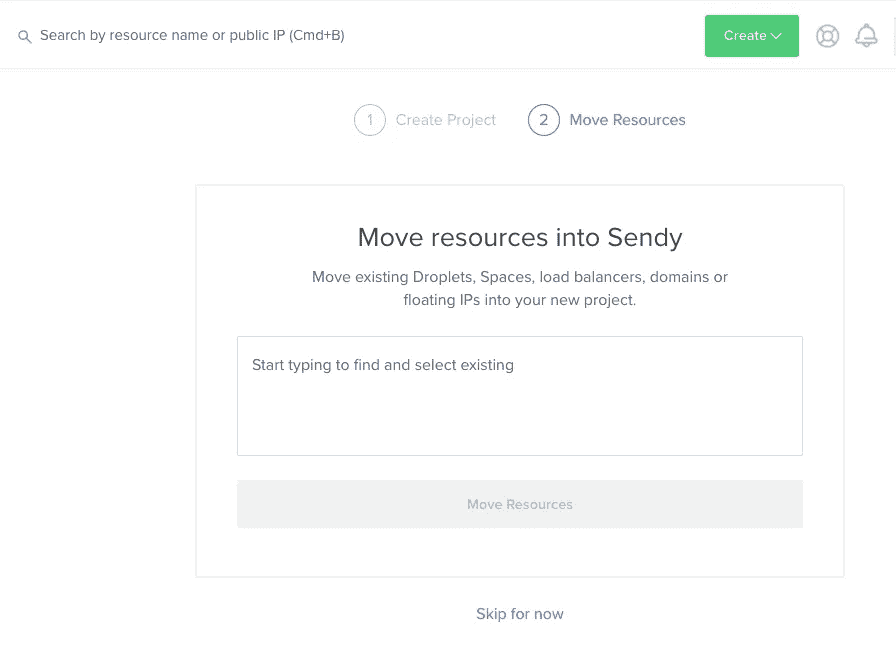 Search by resource name or public IP (Cmd+B)
Create
1 Create Project 2 Move Resources
Move resources into Sendy
Move existing Droplets, Spaces, load balancers, domains or
floating IPs into your new project.
Start typing to find and select existing
Move Resources
Skip for now